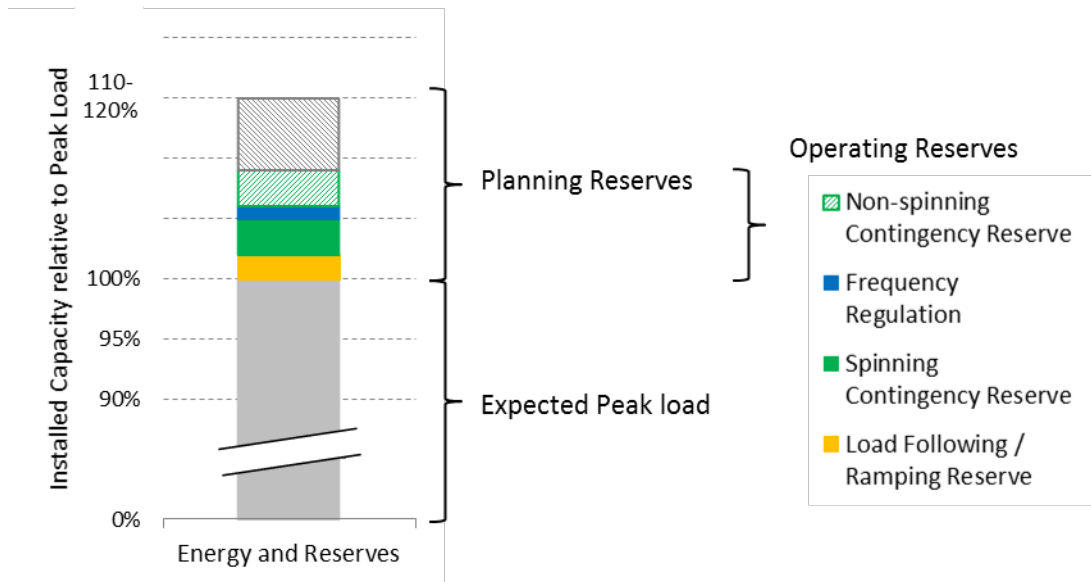 Installed Capacity relative to Peak Load
110-
120%
100%
95%
90%
0%
Energy and Reserves
Planning Reserves
Expected Peak load
Operating Reserves
Non-spinning
Contingency Reserve
Frequency
Regulation
Spinning
Contingency Reserve
Load Following /
Ramping Reserve